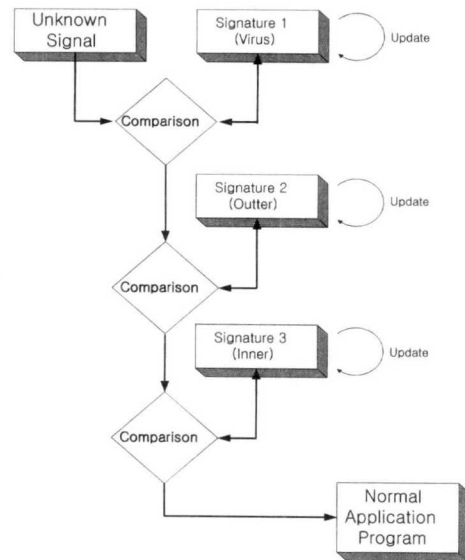 Unknown
Signal
Signature 1
(Virus)
Update
Comparison
Signature 2
(Outter)
Update
Comparison
Signature 3
(Inner)
Update
Comparison
Normal
Application
Program